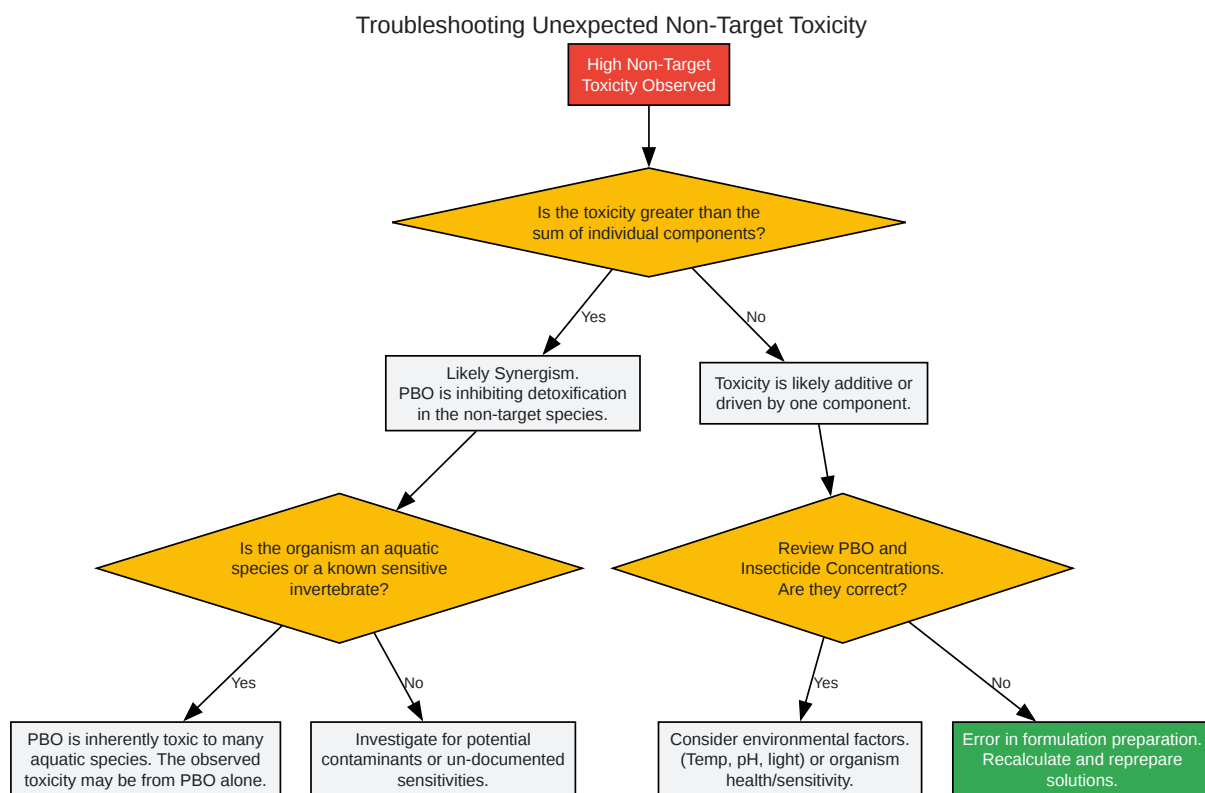 Troubleshooting Unexpected Non-Target Toxicity
High Non-Target
Toxicity Observed
Is the toxicity greater than the
sum of individual components?
Yes
No
Likely Synergism.
PBO is inhibiting detoxification
in the non-target species.
Toxicity is likely additive or
driven by one component.
Is the organism an aquatic
species or a known sensitive
invertebrate?
Review PBO and
Insecticide Concentrations.
Are they correct?
Yes
No
Yes
No
PBO is inherently toxic to many
aquatic species. The observed
toxicity may be from PBO alone.
Investigate for potential
contaminants or un-documented
sensitivities.
Consider environmental factors.
(Temp, pH, light) or organism
health/sensitivity.
Error in formulation preparation.
Recalculate and reprepare
solutions.